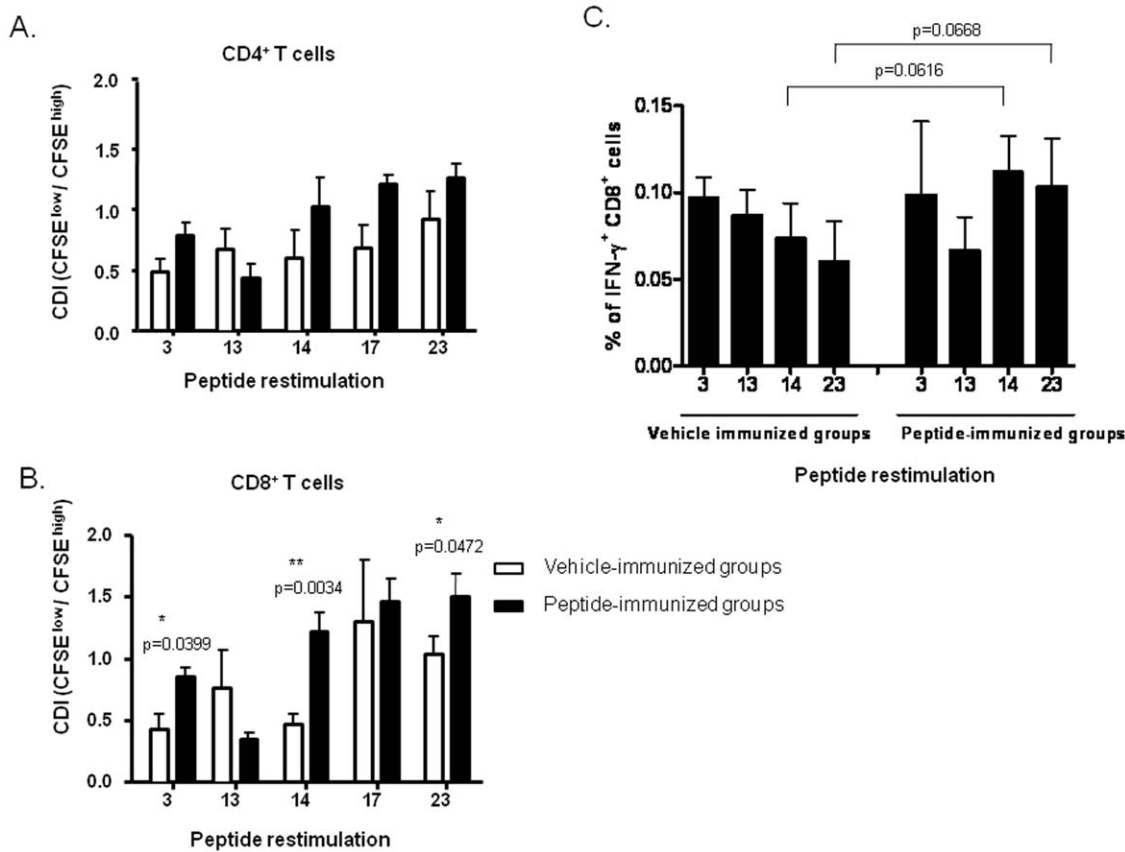 A.
CD4⁺ T cells
CDI (CFSE^low/ CFSE^high)
2.0
1.5
1.0
0.5
0.0
3 13 14 17 23
Peptide restimulation
B.
CD8⁺ T cells
CDI (CFSE^low/ CFSE^high)
2.0
1.5
1.0
0.5
0.0
*
p=0.0399
**
p=0.0034
*
p=0.0472
3 13 14 17 23
Peptide restimulation
Vehicle-immunized groups
Peptide-immunized groups
C.
p=0.0668
p=0.0616
% of IFN-γ⁺ CD8⁺ cells
0.15
0.10
0.05
0.00
3 13 14 23 3 13 14 23
Vehicle immunized groups Peptide-immunized groups
Peptide restimulation